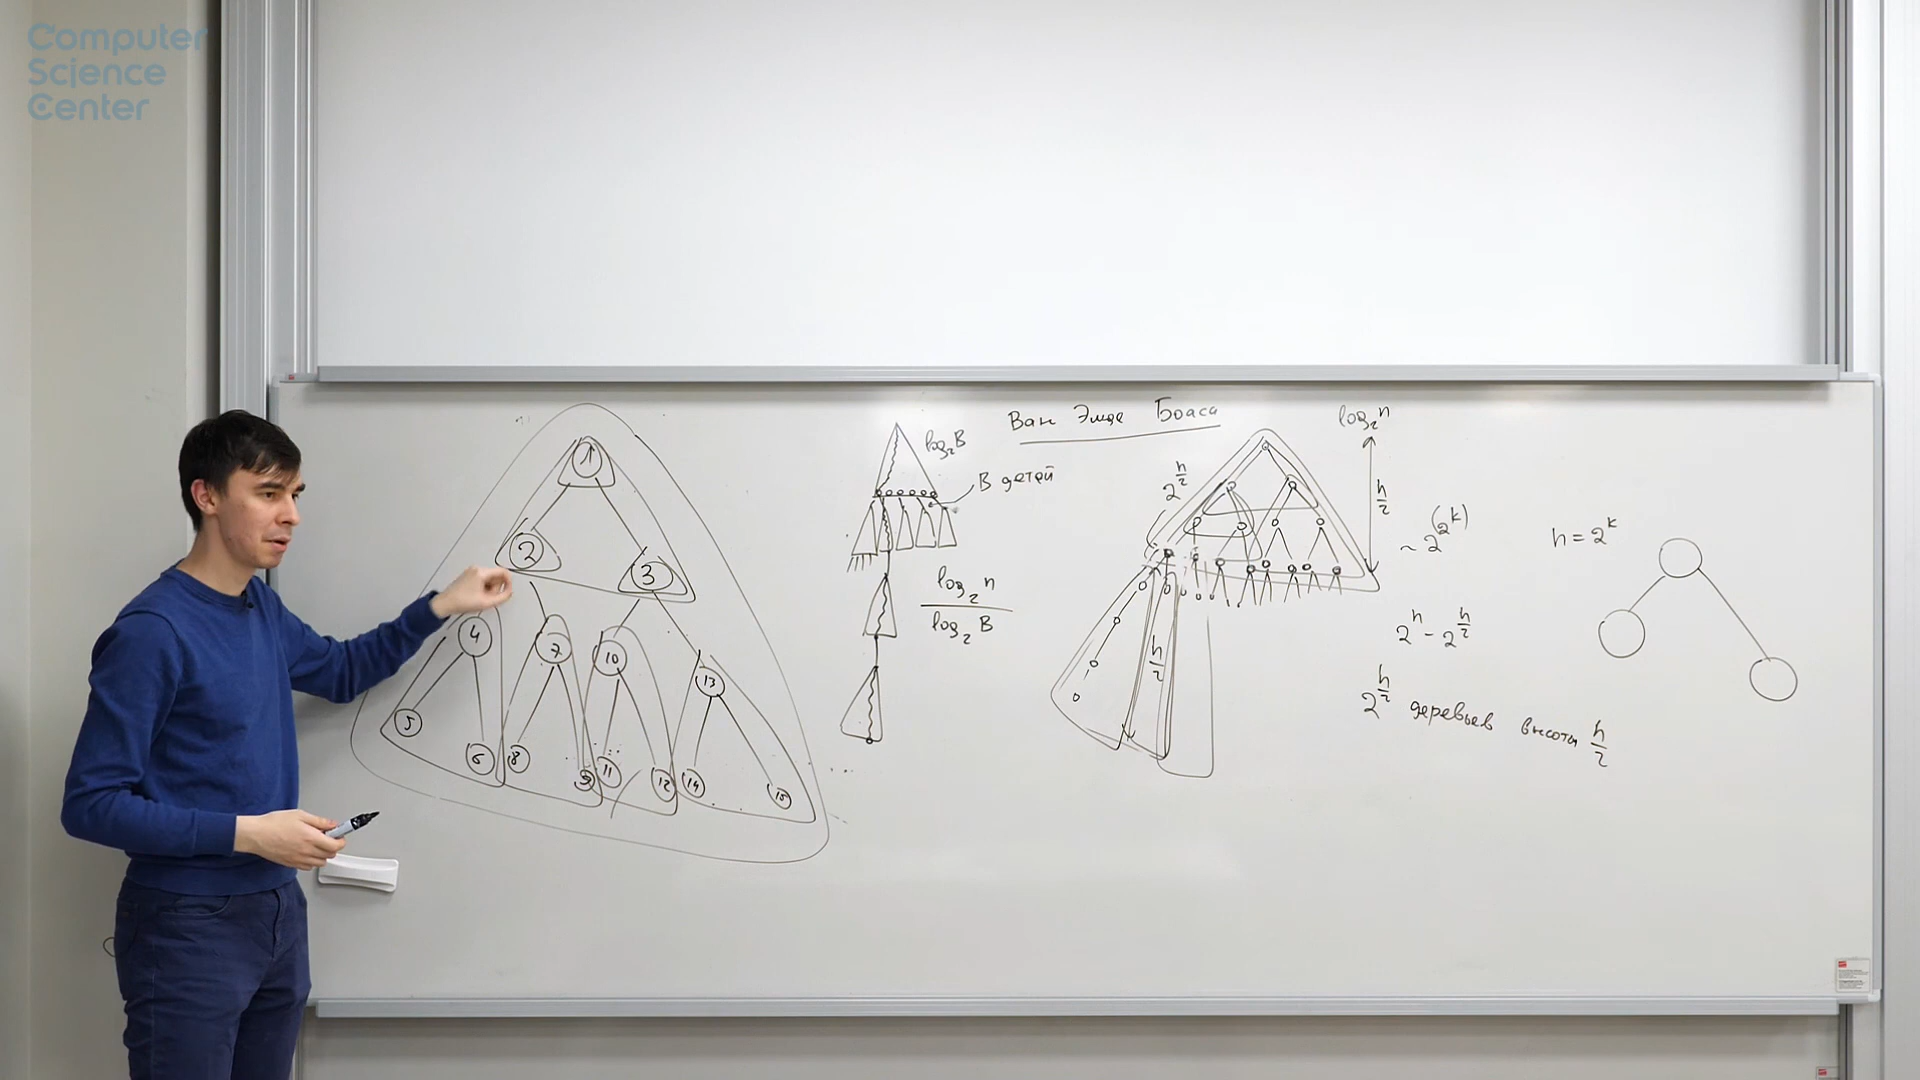 Computer
Science
Center
Ван Эмде Боаса
1
2
3
4
7
10
13
5
6
8
9
11
12
14
15
log₂B
B детей
log₂n
log₂B
log₂n
2^(h/2)
h/2
h/2
~ 2^(2^k)
h = 2^k
2^h - 2^(h/2)
2^(h/2) деревьев высоты h/2